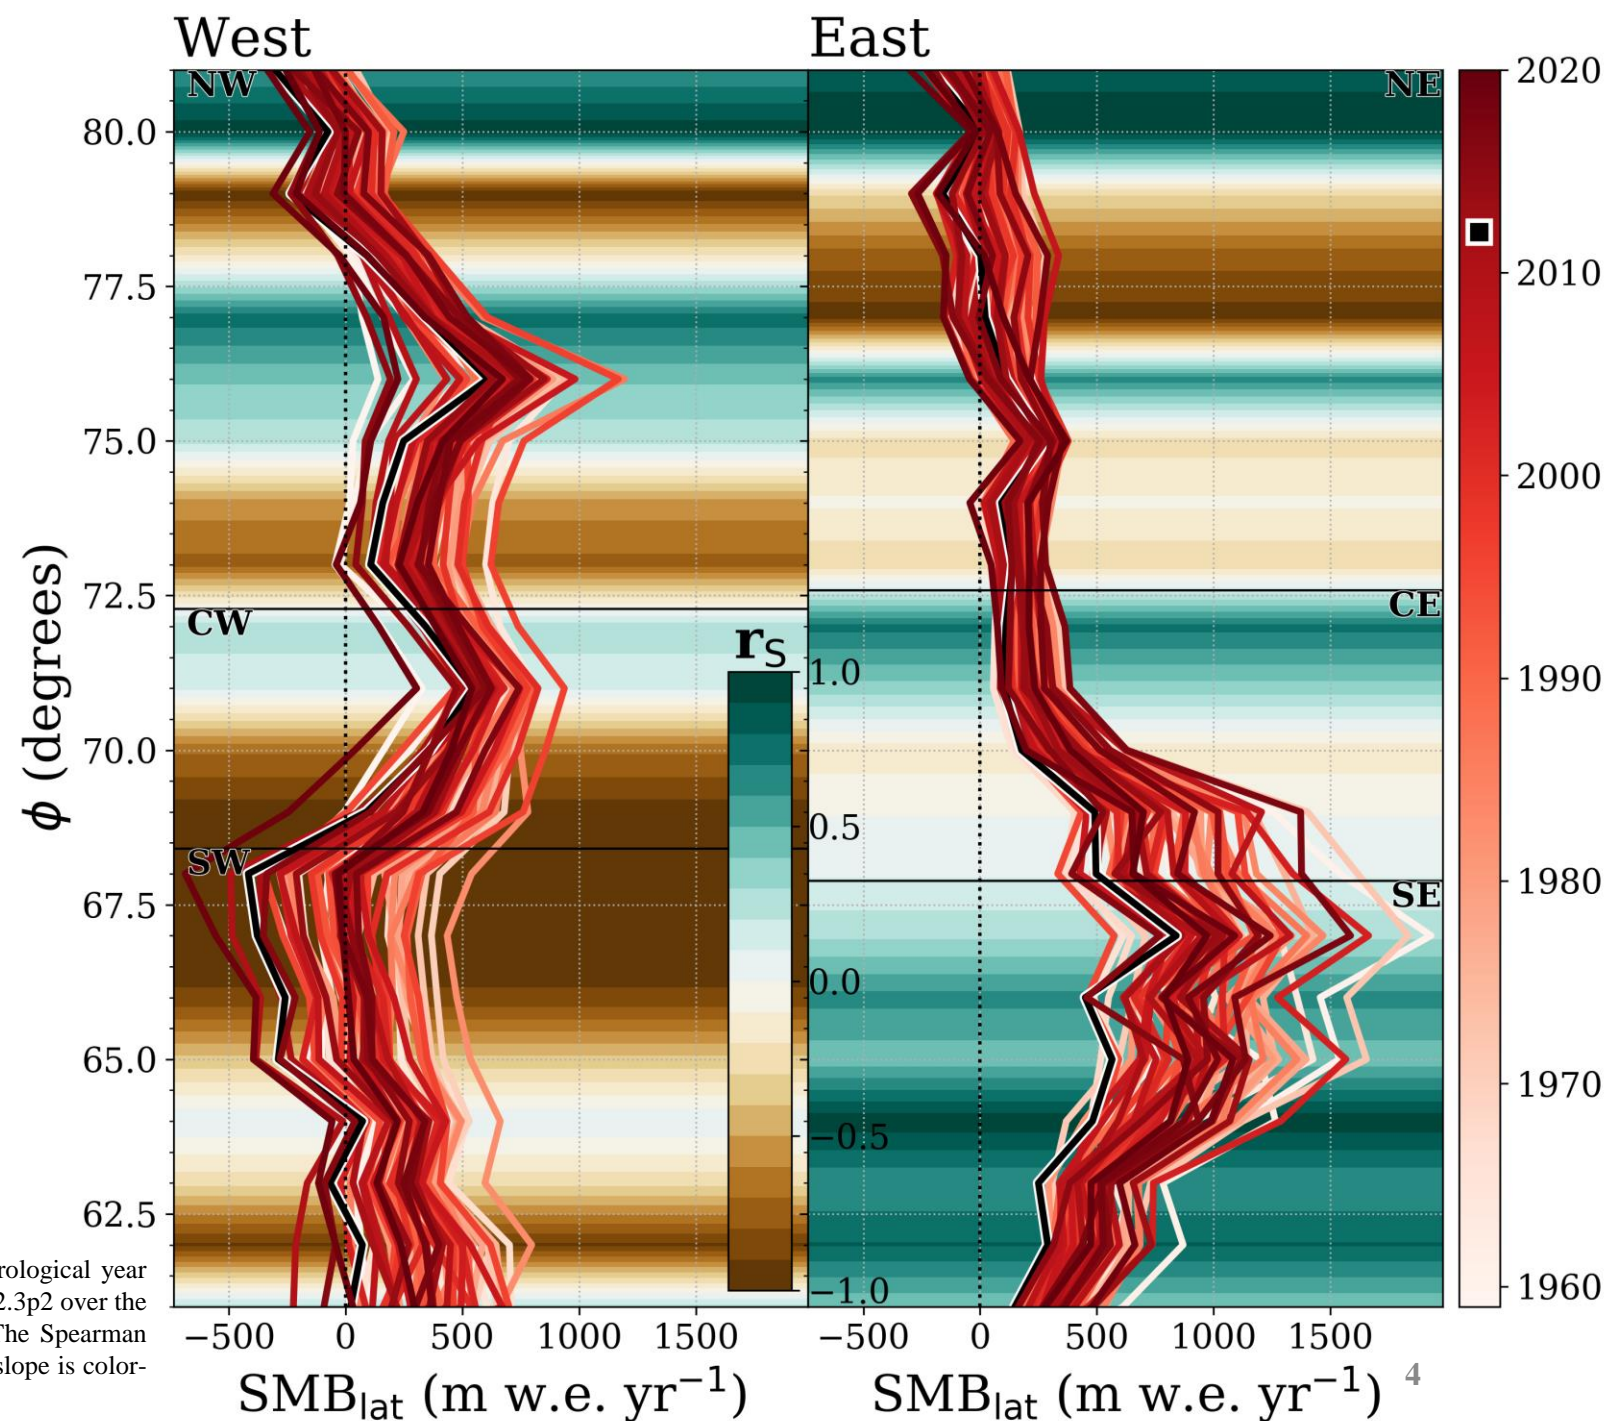 West
East
NW
NE
80.0
77.5
75.0
72.5
CW
CE
70.0
SW
SE
67.5
65.0
62.5
ϕ (degrees)
r_S
1.0
0.5
0.0
−0.5
−1.0
2020
2010
2000
1990
1980
1970
1960
−500 0 500 1000 1500
−500 0 500 1000 1500
SMB_lat (m w.e. yr⁻¹)
SMB_lat (m w.e. yr⁻¹)
rological year
2.3p2 over the
The Spearman
slope is color-
4